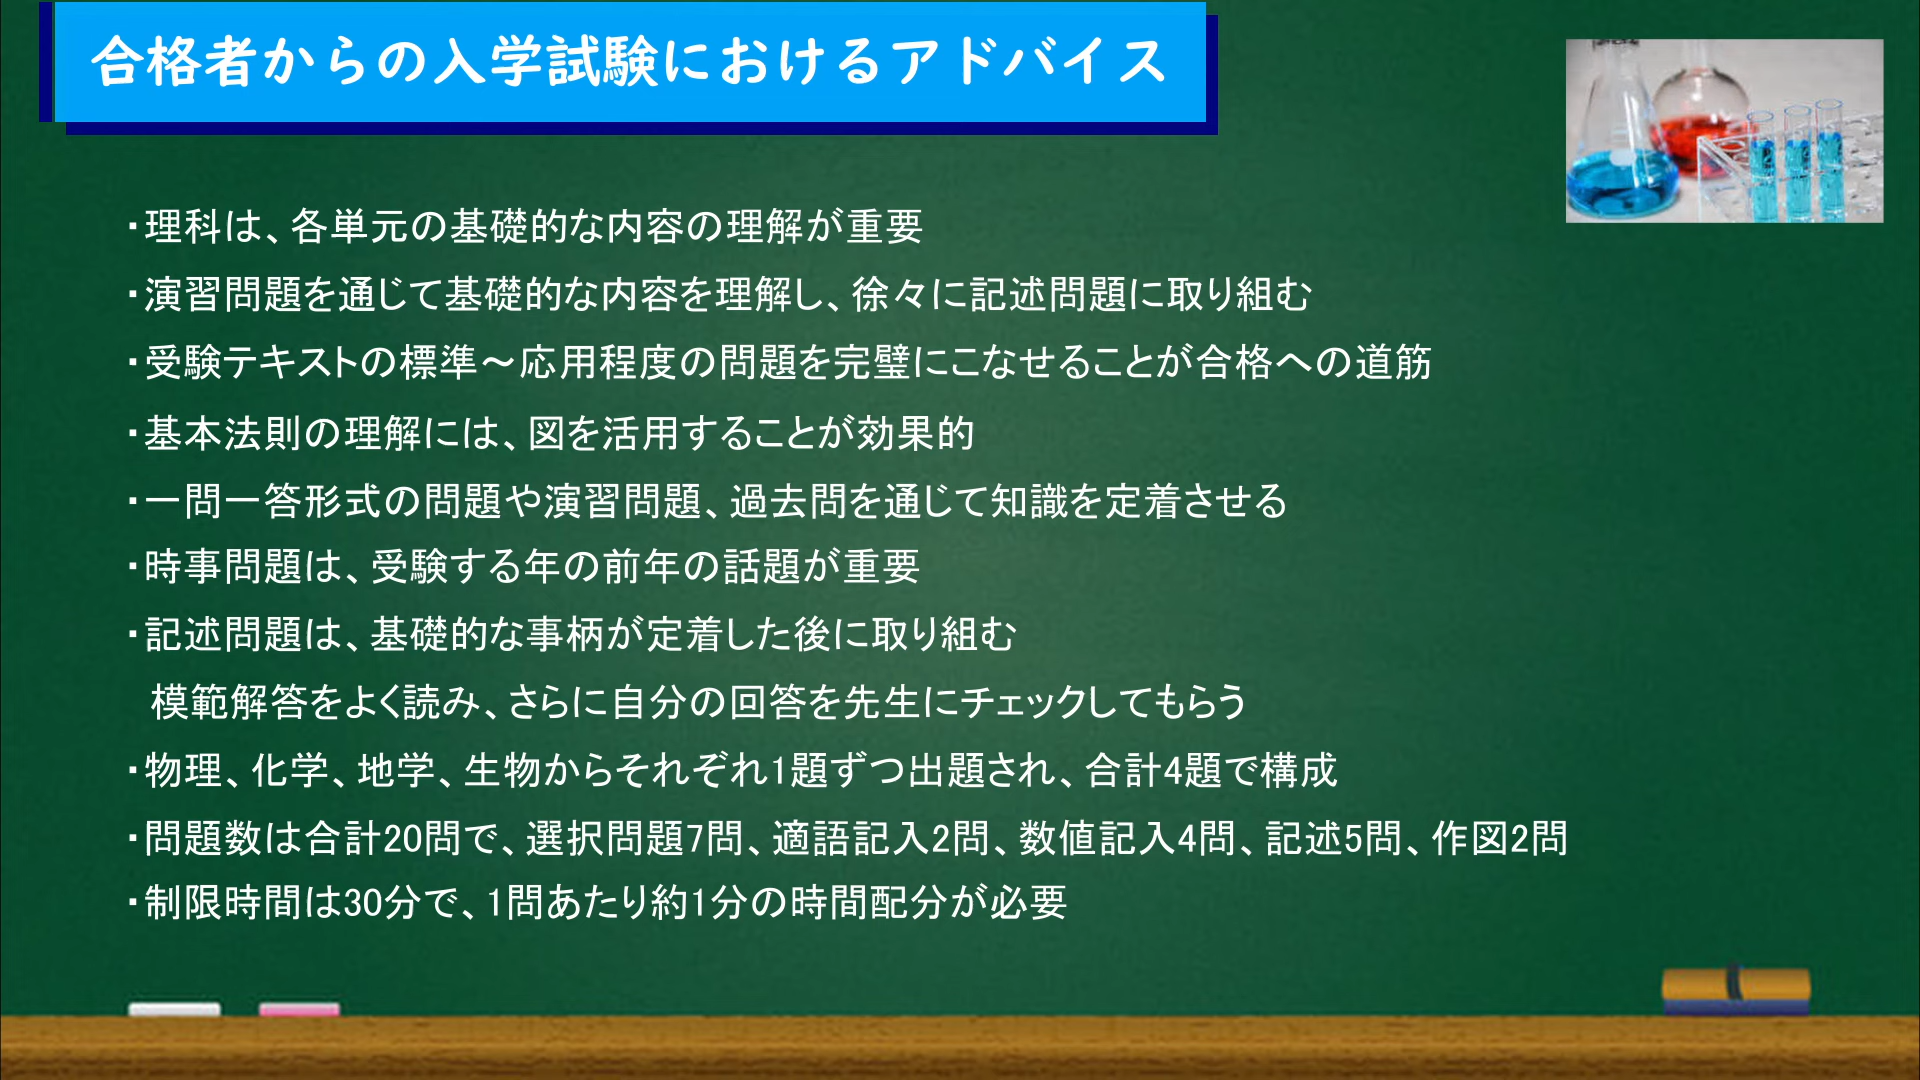 合格者からの入学試験におけるアドバイス
・理科は、各単元の基礎的な内容の理解が重要
・演習問題を通じて基礎的な内容を理解し、徐々に記述問題に取り組む
・受験テキストの標準～応用程度の問題を完璧にこなせることが合格への道筋
・基本法則の理解には、図を活用することが効果的
・一問一答形式の問題や演習問題、過去問を通じて知識を定着させる
・時事問題は、受験する年の前年の話題が重要
・記述問題は、基礎的な事柄が定着した後に取り組む
模範解答をよく読み、さらに自分の回答を先生にチェックしてもらう
・物理、化学、地学、生物からそれぞれ1題ずつ出題され、合計4題で構成
・問題数は合計20問で、選択問題7問、適語記入2問、数値記入4問、記述5問、作図2問
・制限時間は30分で、1問あたり約1分の時間配分が必要